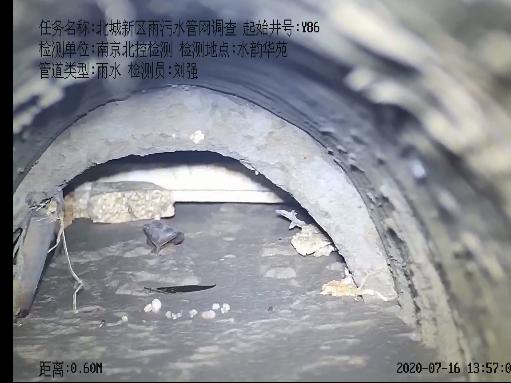 任务名称:北城新区雨污水管网调查 起始井号:Y86
检测单位:南京北控检测 检测地点:水韵华苑
管道类型:雨水 检测员:刘强
距离:0.60M
2020-07-16 13:57:0